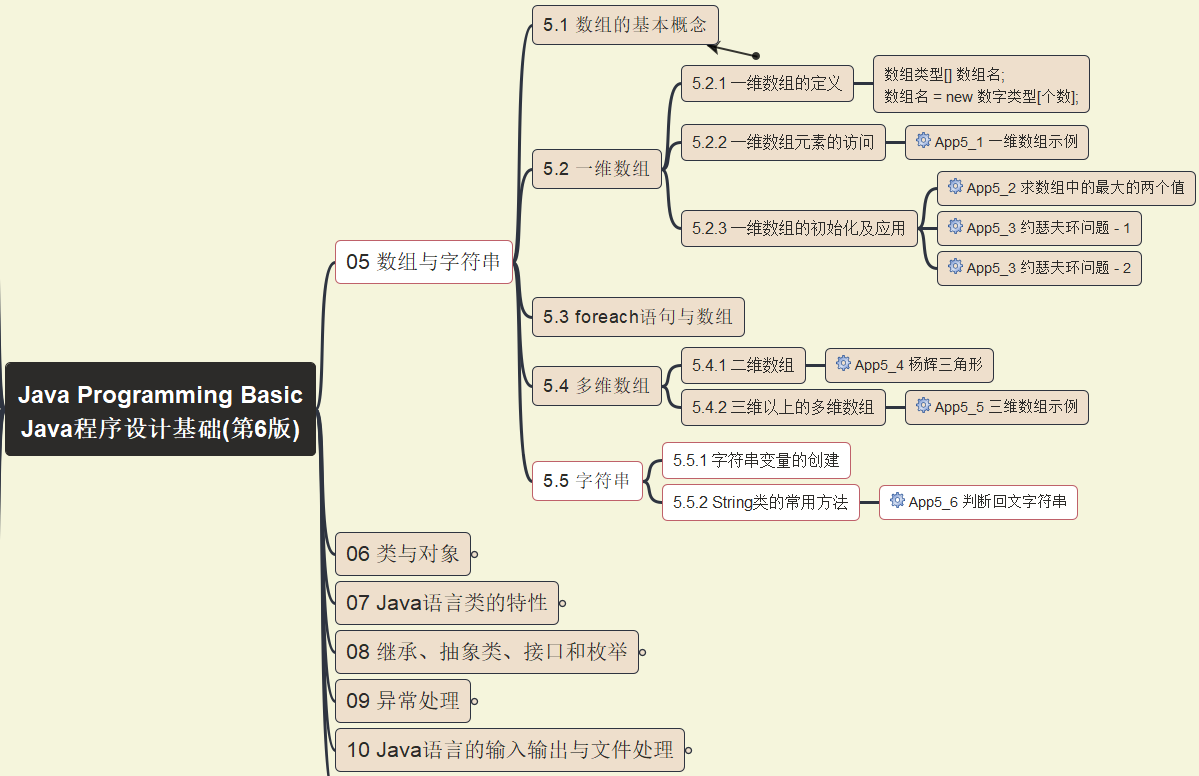 Java Programming Basic
Java程序设计基础(第6版)
05 数组与字符串
5.1 数组的基本概念
5.2 一维数组
5.2.1 一维数组的定义
数组类型[] 数组名;
数组名 = new 数字类型[个数];
5.2.2 一维数组元素的访问
App5_1 一维数组示例
5.2.3 一维数组的初始化及应用
App5_2 求数组中的最大的两个值
App5_3 约瑟夫环问题 - 1
App5_3 约瑟夫环问题 - 2
5.3 foreach语句与数组
5.4 多维数组
5.4.1 二维数组
App5_4 杨辉三角形
5.4.2 三维以上的多维数组
App5_5 三维数组示例
5.5 字符串
5.5.1 字符串变量的创建
5.5.2 String类的常用方法
App5_6 判断回文字符串
06 类与对象
07 Java语言类的特性
08 继承、抽象类、接口和枚举
09 异常处理
10 Java语言的输入输出与文件处理